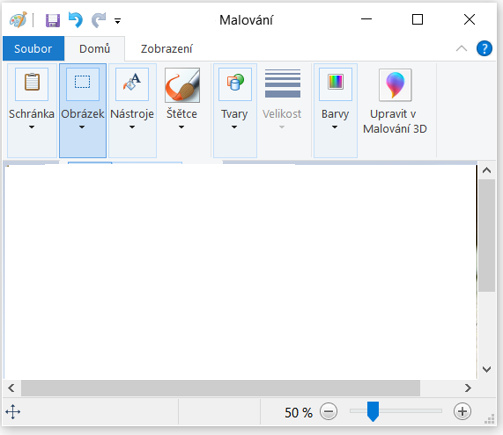 Malování
Soubor Domů Zobrazení ?
Schránka Obrázek Nástroje Štětce Tvary Velikost Barvy Upravit v
Malování 3D
50 %